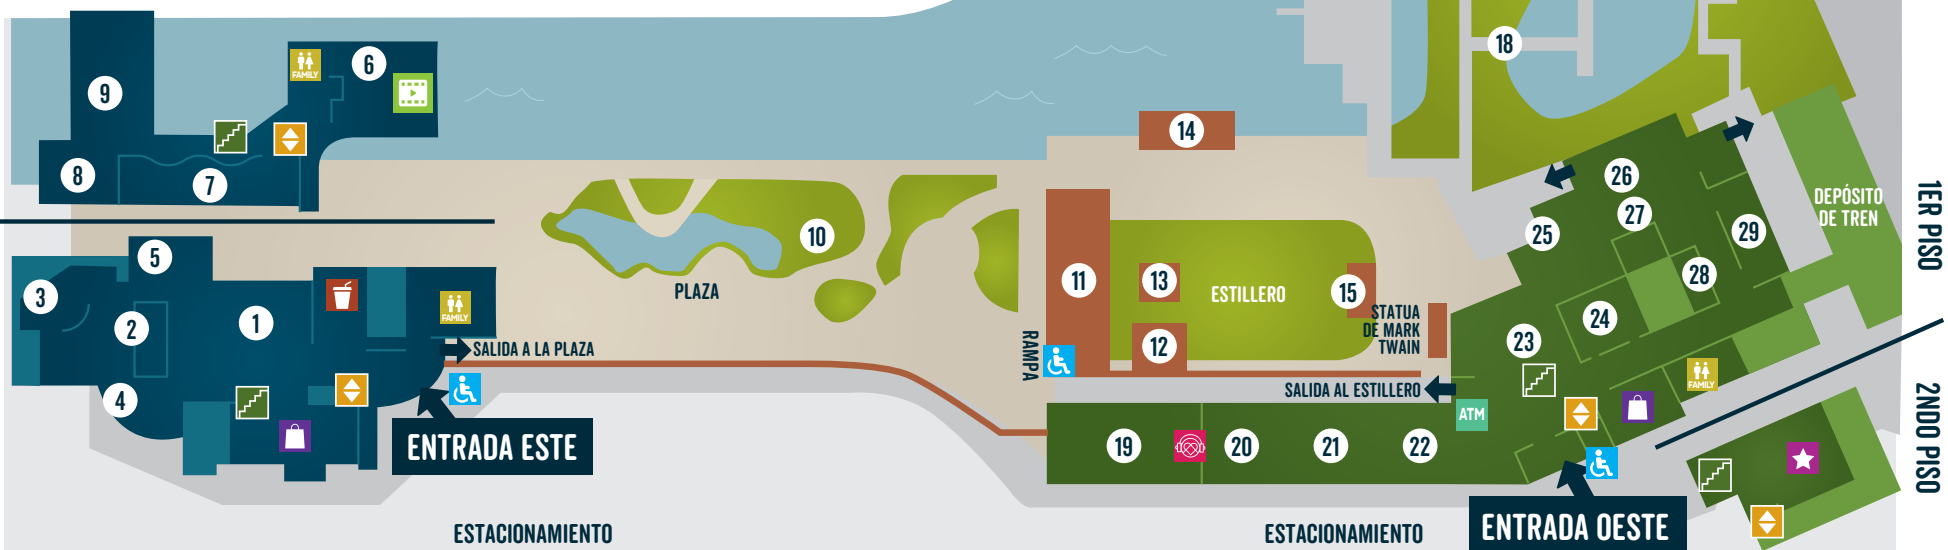 9
6
FAMILY
8
7
5
3
2
1
4
FAMILY
SALIDA A LA PLAZA
ENTRADA ESTE
ESTACIONAMIENTO
10
PLAZA
14
11
13
12
15
ESTILLERO
RAMPA
STATUA
DE MARK
TWAIN
SALIDA AL ESTILLERO
ATM
19
20
21
22
18
26
27
25
29
28
24
23
FAMILY
DEPÓSITO
DE TREN
ENTRADA OESTE
ESTACIONAMIENTO
1ER PISO
2NDO PISO